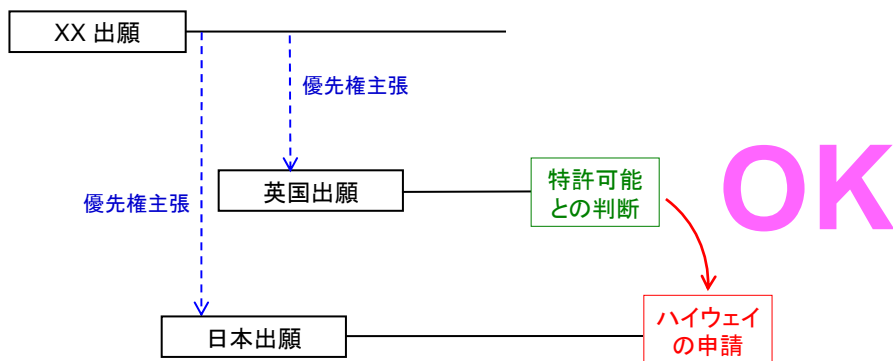 XX 出願
優先権主張
英国出願
特許可能
との判断
OK
優先権主張
日本出願
ハイウェイ
の申請